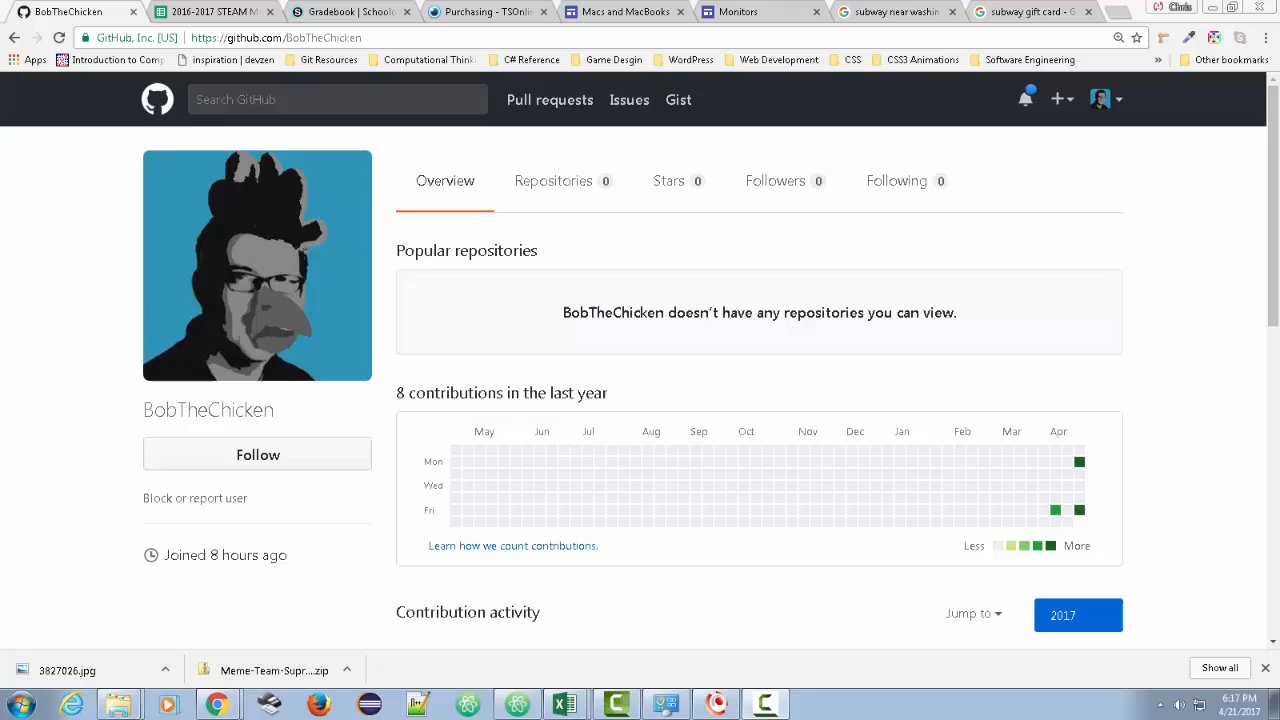 BobTheChicken
2016-2017 STEAM M
Gradebook | Schoolo
Purchasing - TSOnlin
Macs and MacBooks
Monitors
subway near washin
subway gift card - G
Chris
GitHub, Inc. [US]
https://github.com/BobTheChicken
Apps
Introduction to Comp
inspiration | devzen
Git Resources
Computational Think
C# Reference
Game Desgin
WordPress
Web Development
CSS
CSS3 Animations
Software Engineering
»
Other bookmarks
Search GitHub
Pull requests
Issues
Gist
Overview
Repositories 0
Stars 0
Followers 0
Following 0
Popular repositories
BobTheChicken doesn't have any repositories you can view.
8 contributions in the last year
May Jun Jul Aug Sep Oct Nov Dec Jan Feb Mar Apr
Mon
Wed
Fri
Learn how we count contributions.
Less
More
BobTheChicken
Follow
Block or report user
Joined 8 hours ago
Contribution activity
Jump to
2017
3827026.jpg
Meme-Team-Supr....zip
Show all
6:17 PM
4/21/2017